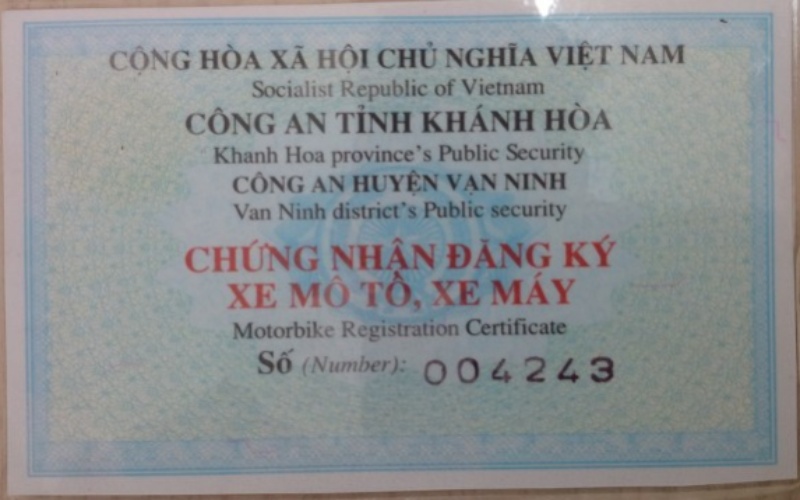 CỘNG HÒA XÃ HỘI CHỦ NGHĨA VIỆT NAM
Socialist Republic of Vietnam
CÔNG AN TỈNH KHÁNH HÒA
Khanh Hoa province's Public Security
CÔNG AN HUYỆN VẠN NINH
Van Ninh district's Public security
CHỨNG NHẬN ĐĂNG KÝ
XE MÔ TÔ, XE MÁY
Motorbike Registration Certificate
Số (Number): 004243